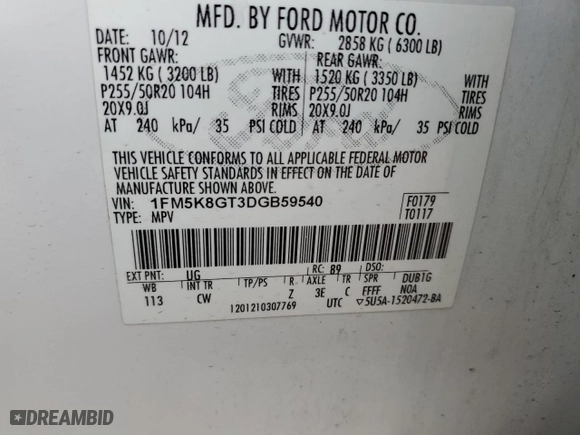 MFD. BY FORD MOTOR CO.
DATE: 10/12 GVWR: 2858 KG ( 6300 LB)
FRONT GAWR: REAR GAWR:
1452 KG ( 3200 LB) WITH 1520 KG ( 3350 LB) WITH
P255/50R20 104H TIRES P255/50R20 104H TIRES
20X9.0J RIMS 20X9.0J RIMS
AT 240 kPa/ 35 PSI COLD AT 240 kPa/ 35 PSI COLD
THIS VEHICLE CONFORMS TO ALL APPLICABLE FEDERAL MOTOR
VEHICLE SAFETY STANDARDS IN EFFECT ON THE DATE OF
MANUFACTURE SHOWN ABOVE.
VIN: 1FM5K8GT3DGB59540 F0179
TYPE: MPV T0117
EXT PNT: UG RC: 89 DSO:
WB INT TR TP/PS R AXLE TR SPR DUB1G
113 CW Z 3E C FFFF NOA
1201210307769 UTC ▽5U5A-1520472-BA
DREAMBID